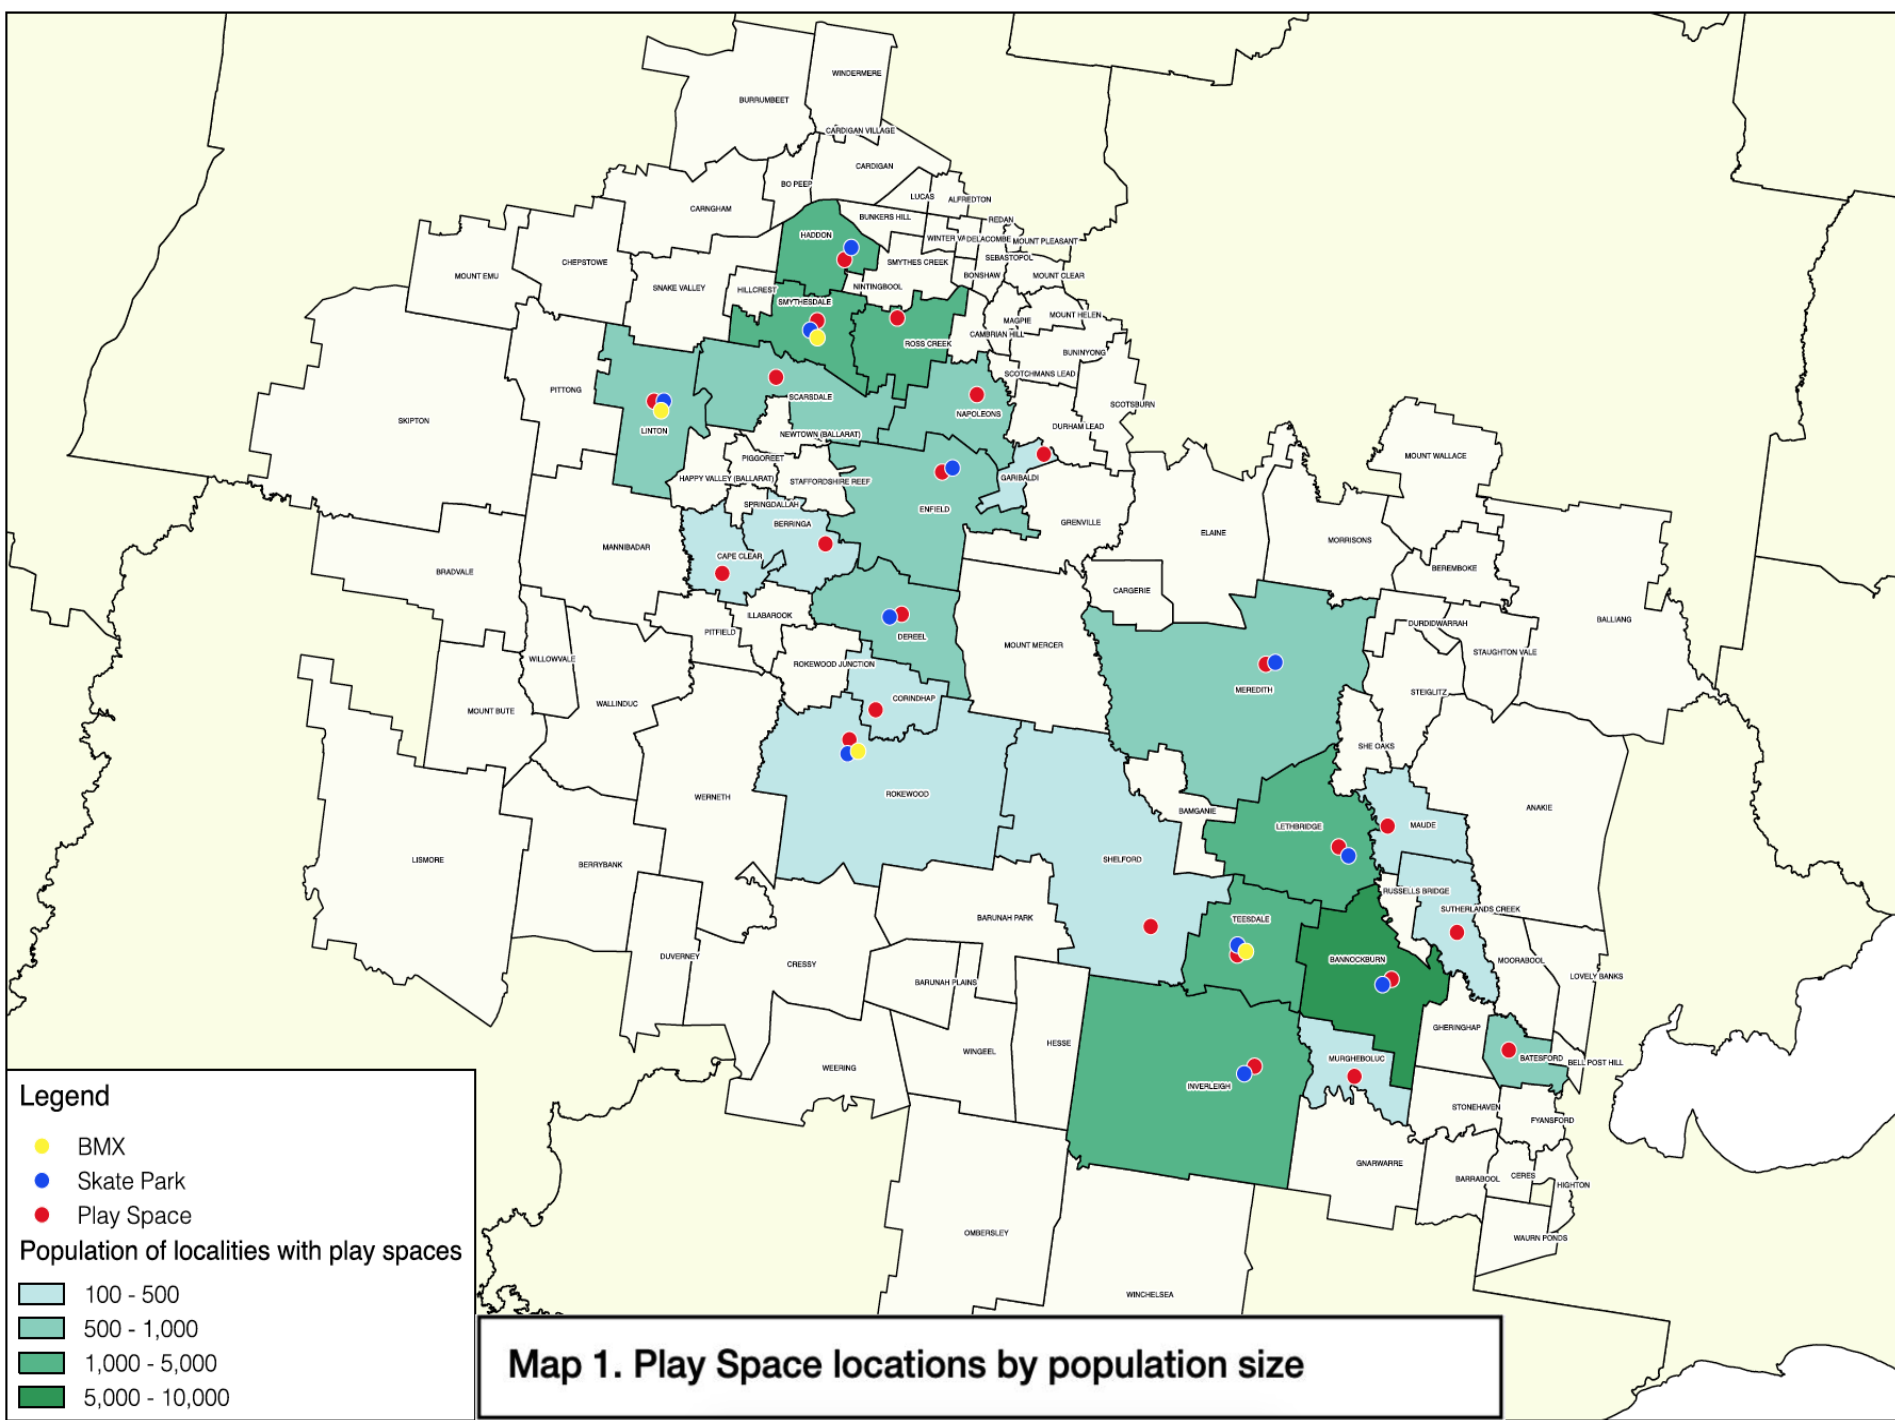 WINDERMERE
BURRUMBEET
CARDIGAN VILLAGE
CARDIGAN
BO PEEP
LUCAS
ALFREDTON
CARNGHAM
BUNKERS HILL
REDAN
HADDON
WINTER VA
DELACOMBE
MOUNT PLEASANT
SEBASTOPOL
CHEPSTOWE
SMYTHES CREEK
MOUNT EMU
BONSHAW
MOUNT CLEAR
SNAKE VALLEY
HILLCREST
NINTINGBOOL
SMYTHESDALE
MAGPIE
MOUNT HELEN
CAMBRIAN HILL
ROSS CREEK
BUNINYONG
SCOTCHMANS LEAD
PITTONG
SCARSDALE
SCOTSBURN
NAPOLEONS
SKIPTON
LINTON
NEWTOWN (BALLARAT)
DURHAM LEAD
PIGGOREET
MOUNT WALLACE
HAPPY VALLEY (BALLARAT)
STAFFORDSHIRE REEF
GARIBALDI
SPRINGDALLAH
ENFIELD
BERRINGA
GRENVILLE
ELAINE
MORRISONS
MANNIBADAR
CAPE CLEAR
BRADVALE
BEREMBOKE
CARGERIE
ILLABAROOK
BALLIANG
DURDIDWARRAH
PITFIELD
DEREEL
MOUNT MERCER
STAUGHTON VALE
WILLOWVALE
ROKEWOOD JUNCTION
MEREDITH
STEIGLITZ
CORINDHAP
WALLINDUC
MOUNT BUTE
SHE OAKS
WERNETH
ROKEWOOD
ANAKIE
BAMGANIE
LETHBRIDGE
MAUDE
LISMORE
BERRYBANK
SHELFORD
RUSSELLS BRIDGE
SUTHERLANDS CREEK
BARUNAH PARK
TEESDALE
DUVERNEY
CRESSY
BANNOCKBURN
MOORABOOL
LOVELY BANKS
BARUNAH PLAINS
GHERINGHAP
HESSE
WINGEEL
MURGHEBOLUC
BATESFORD
BELL POST HILL
WEERING
INVERLEIGH
STONEHAVEN
FYANSFORD
GNARWARRE
BARRABOOL
CERES
HIGHTON
OMBERSLEY
WAURN PONDS
WINCHELSEA
Legend
BMX
Skate Park
Play Space
Population of localities with play spaces
100 - 500
500 - 1,000
1,000 - 5,000
5,000 - 10,000
Map 1. Play Space locations by population size